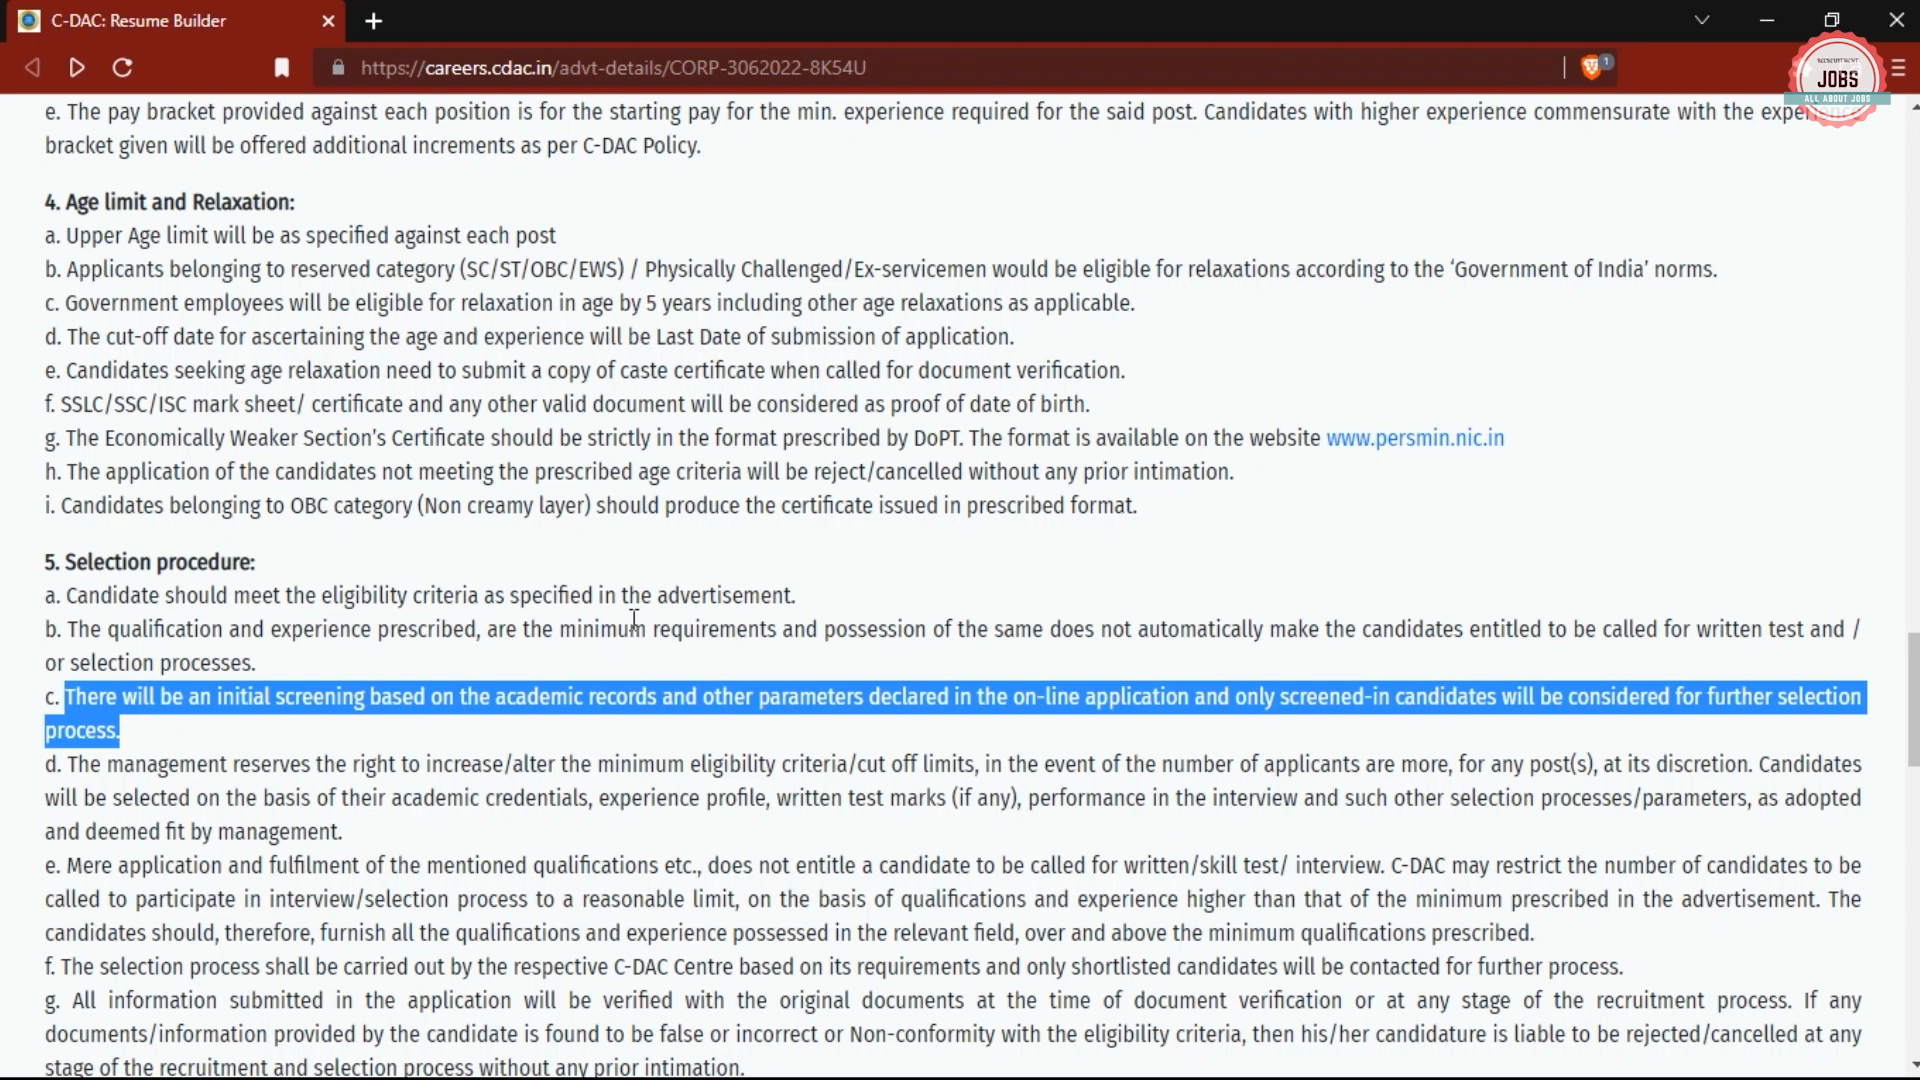 C-DAC: Resume Builder
https://careers.cdac.in/advt-details/CORP-3062022-8K54U
1
RECRUITMENT
JOBS
ALL ABOUT JOBS
e. The pay bracket provided against each position is for the starting pay for the min. experience required for the said post. Candidates with higher experience commensurate with the experience
bracket given will be offered additional increments as per C-DAC Policy.
4. Age limit and Relaxation:
a. Upper Age limit will be as specified against each post
b. Applicants belonging to reserved category (SC/ST/OBC/EWS) / Physically Challenged/Ex-servicemen would be eligible for relaxations according to the ‘Government of India’ norms.
c. Government employees will be eligible for relaxation in age by 5 years including other age relaxations as applicable.
d. The cut-off date for ascertaining the age and experience will be Last Date of submission of application.
e. Candidates seeking age relaxation need to submit a copy of caste certificate when called for document verification.
f. SSLC/SSC/ISC mark sheet/ certificate and any other valid document will be considered as proof of date of birth.
g. The Economically Weaker Section’s Certificate should be strictly in the format prescribed by DoPT. The format is available on the website www.persmin.nic.in
h. The application of the candidates not meeting the prescribed age criteria will be reject/cancelled without any prior intimation.
i. Candidates belonging to OBC category (Non creamy layer) should produce the certificate issued in prescribed format.
5. Selection procedure:
a. Candidate should meet the eligibility criteria as specified in the advertisement.
b. The qualification and experience prescribed, are the minimum requirements and possession of the same does not automatically make the candidates entitled to be called for written test and /
or selection processes.
c. There will be an initial screening based on the academic records and other parameters declared in the on-line application and only screened-in candidates will be considered for further selection
process.
d. The management reserves the right to increase/alter the minimum eligibility criteria/cut off limits, in the event of the number of applicants are more, for any post(s), at its discretion. Candidates
will be selected on the basis of their academic credentials, experience profile, written test marks (if any), performance in the interview and such other selection processes/parameters, as adopted
and deemed fit by management.
e. Mere application and fulfilment of the mentioned qualifications etc., does not entitle a candidate to be called for written/skill test/ interview. C-DAC may restrict the number of candidates to be
called to participate in interview/selection process to a reasonable limit, on the basis of qualifications and experience higher than that of the minimum prescribed in the advertisement. The
candidates should, therefore, furnish all the qualifications and experience possessed in the relevant field, over and above the minimum qualifications prescribed.
f. The selection process shall be carried out by the respective C-DAC Centre based on its requirements and only shortlisted candidates will be contacted for further process.
g. All information submitted in the application will be verified with the original documents at the time of document verification or at any stage of the recruitment process. If any
documents/information provided by the candidate is found to be false or incorrect or Non-conformity with the eligibility criteria, then his/her candidature is liable to be rejected/cancelled at any
stage of the recruitment and selection process without any prior intimation.